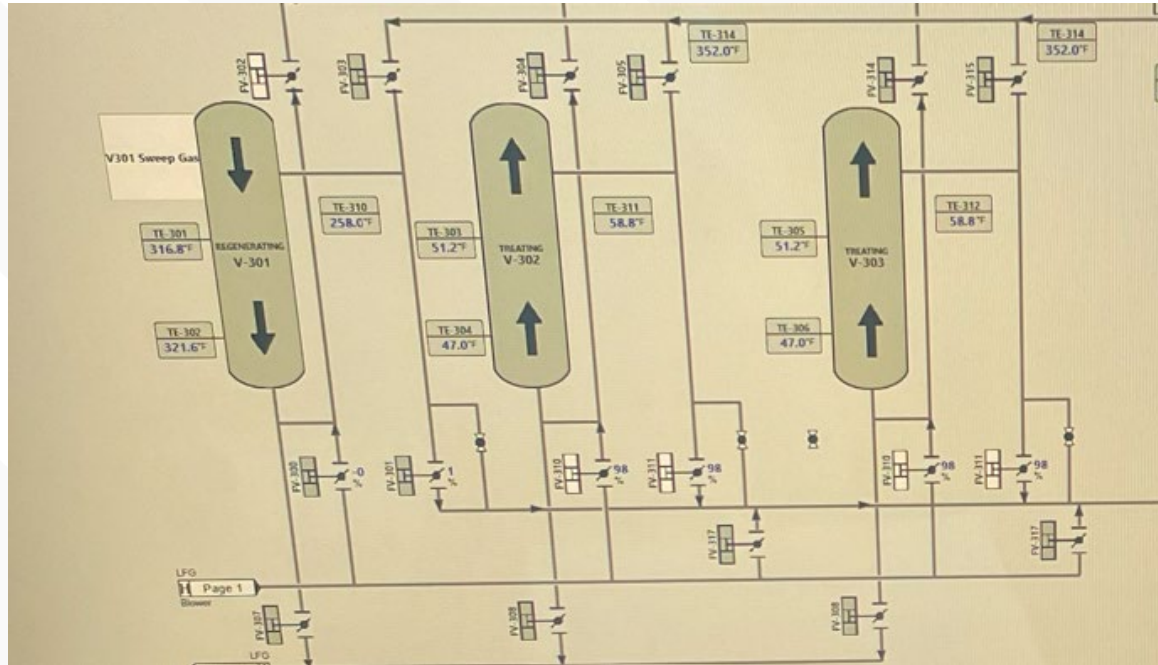 TE-314
352.0°F
TE-314
352.0°F
FV-302
FV-303
FV-304
FV-305
FV-314
FV-315
V301 Sweep Gas
TE-310
258.0°F
TE-311
58.8°F
TE-312
58.8°F
TE-301
316.8°F
REGENERATING
V-301
TE-303
51.2°F
TREATING
V-302
TE-305
51.2°F
TREATING
V-303
TE-302
321.6°F
TE-304
47.0°F
TE-306
47.0°F
FV-300
-0
FV-301
1
FV-310
98
FV-311
98
FV-310
98
FV-311
98
FV-317
FV-317
LFG
H Page 1
Blower
FV-307
FV-308
FV-308
LFG